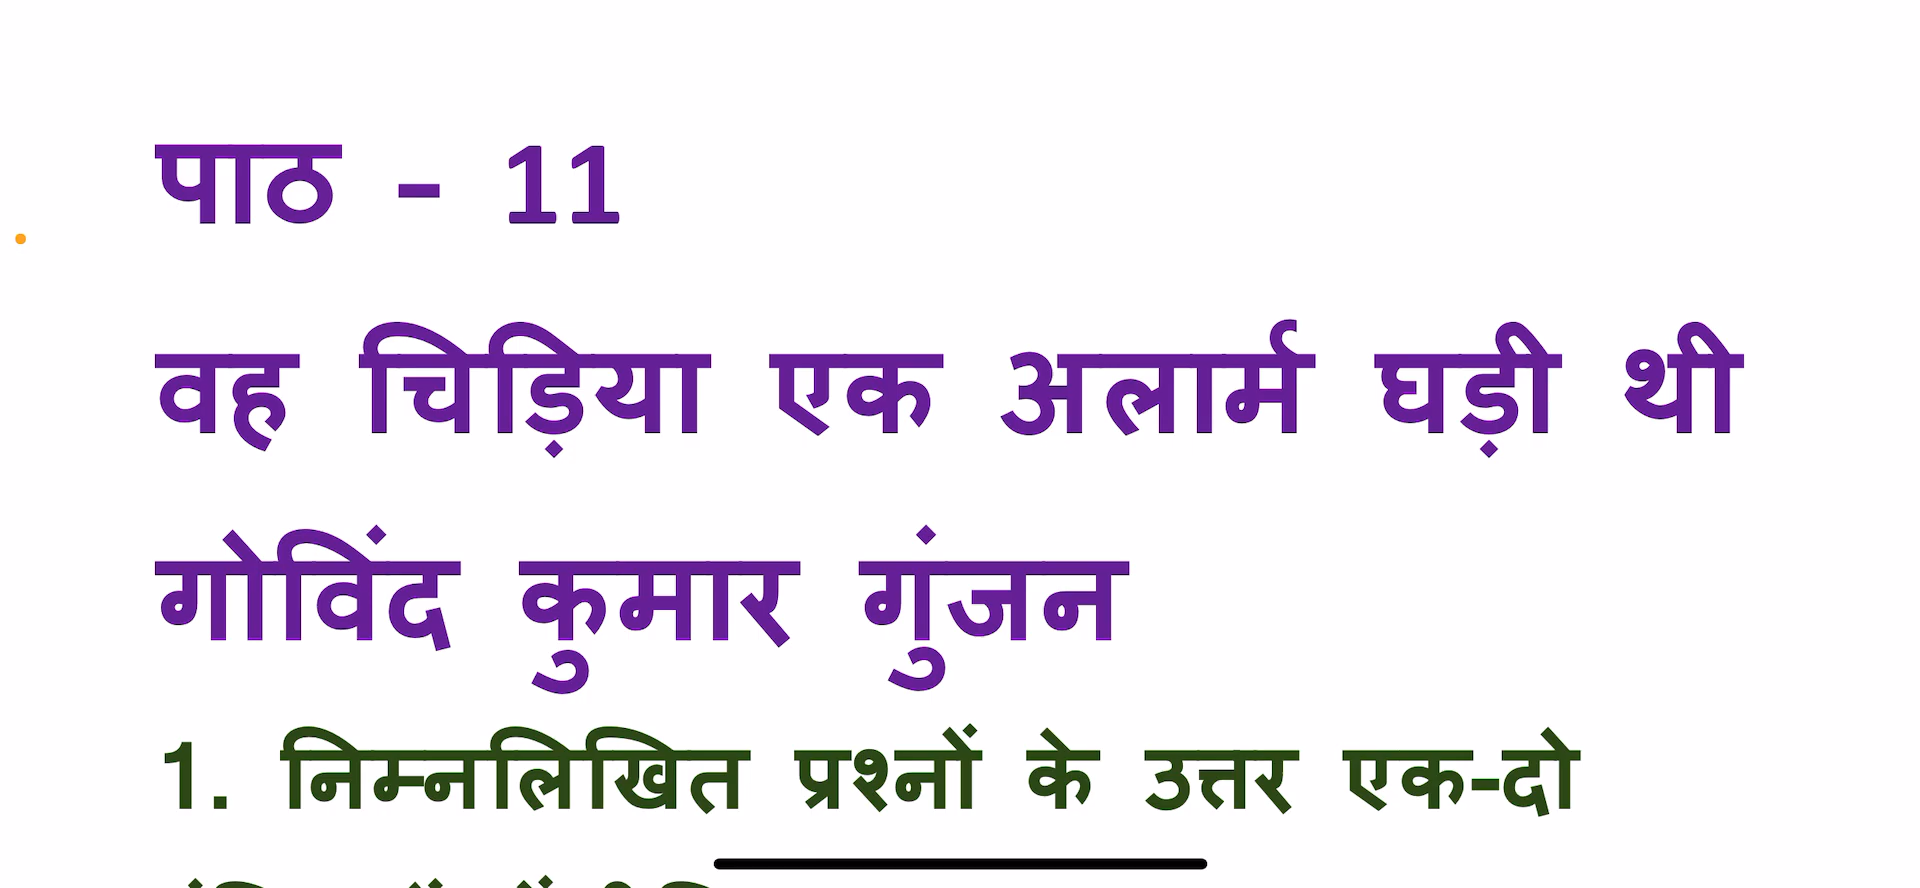 पाठ - 11
वह चिड़िया एक अलार्म घड़ी थी
गोविंद कुमार गुंजन
1. निम्नलिखित प्रश्नों के उत्तर एक-दो